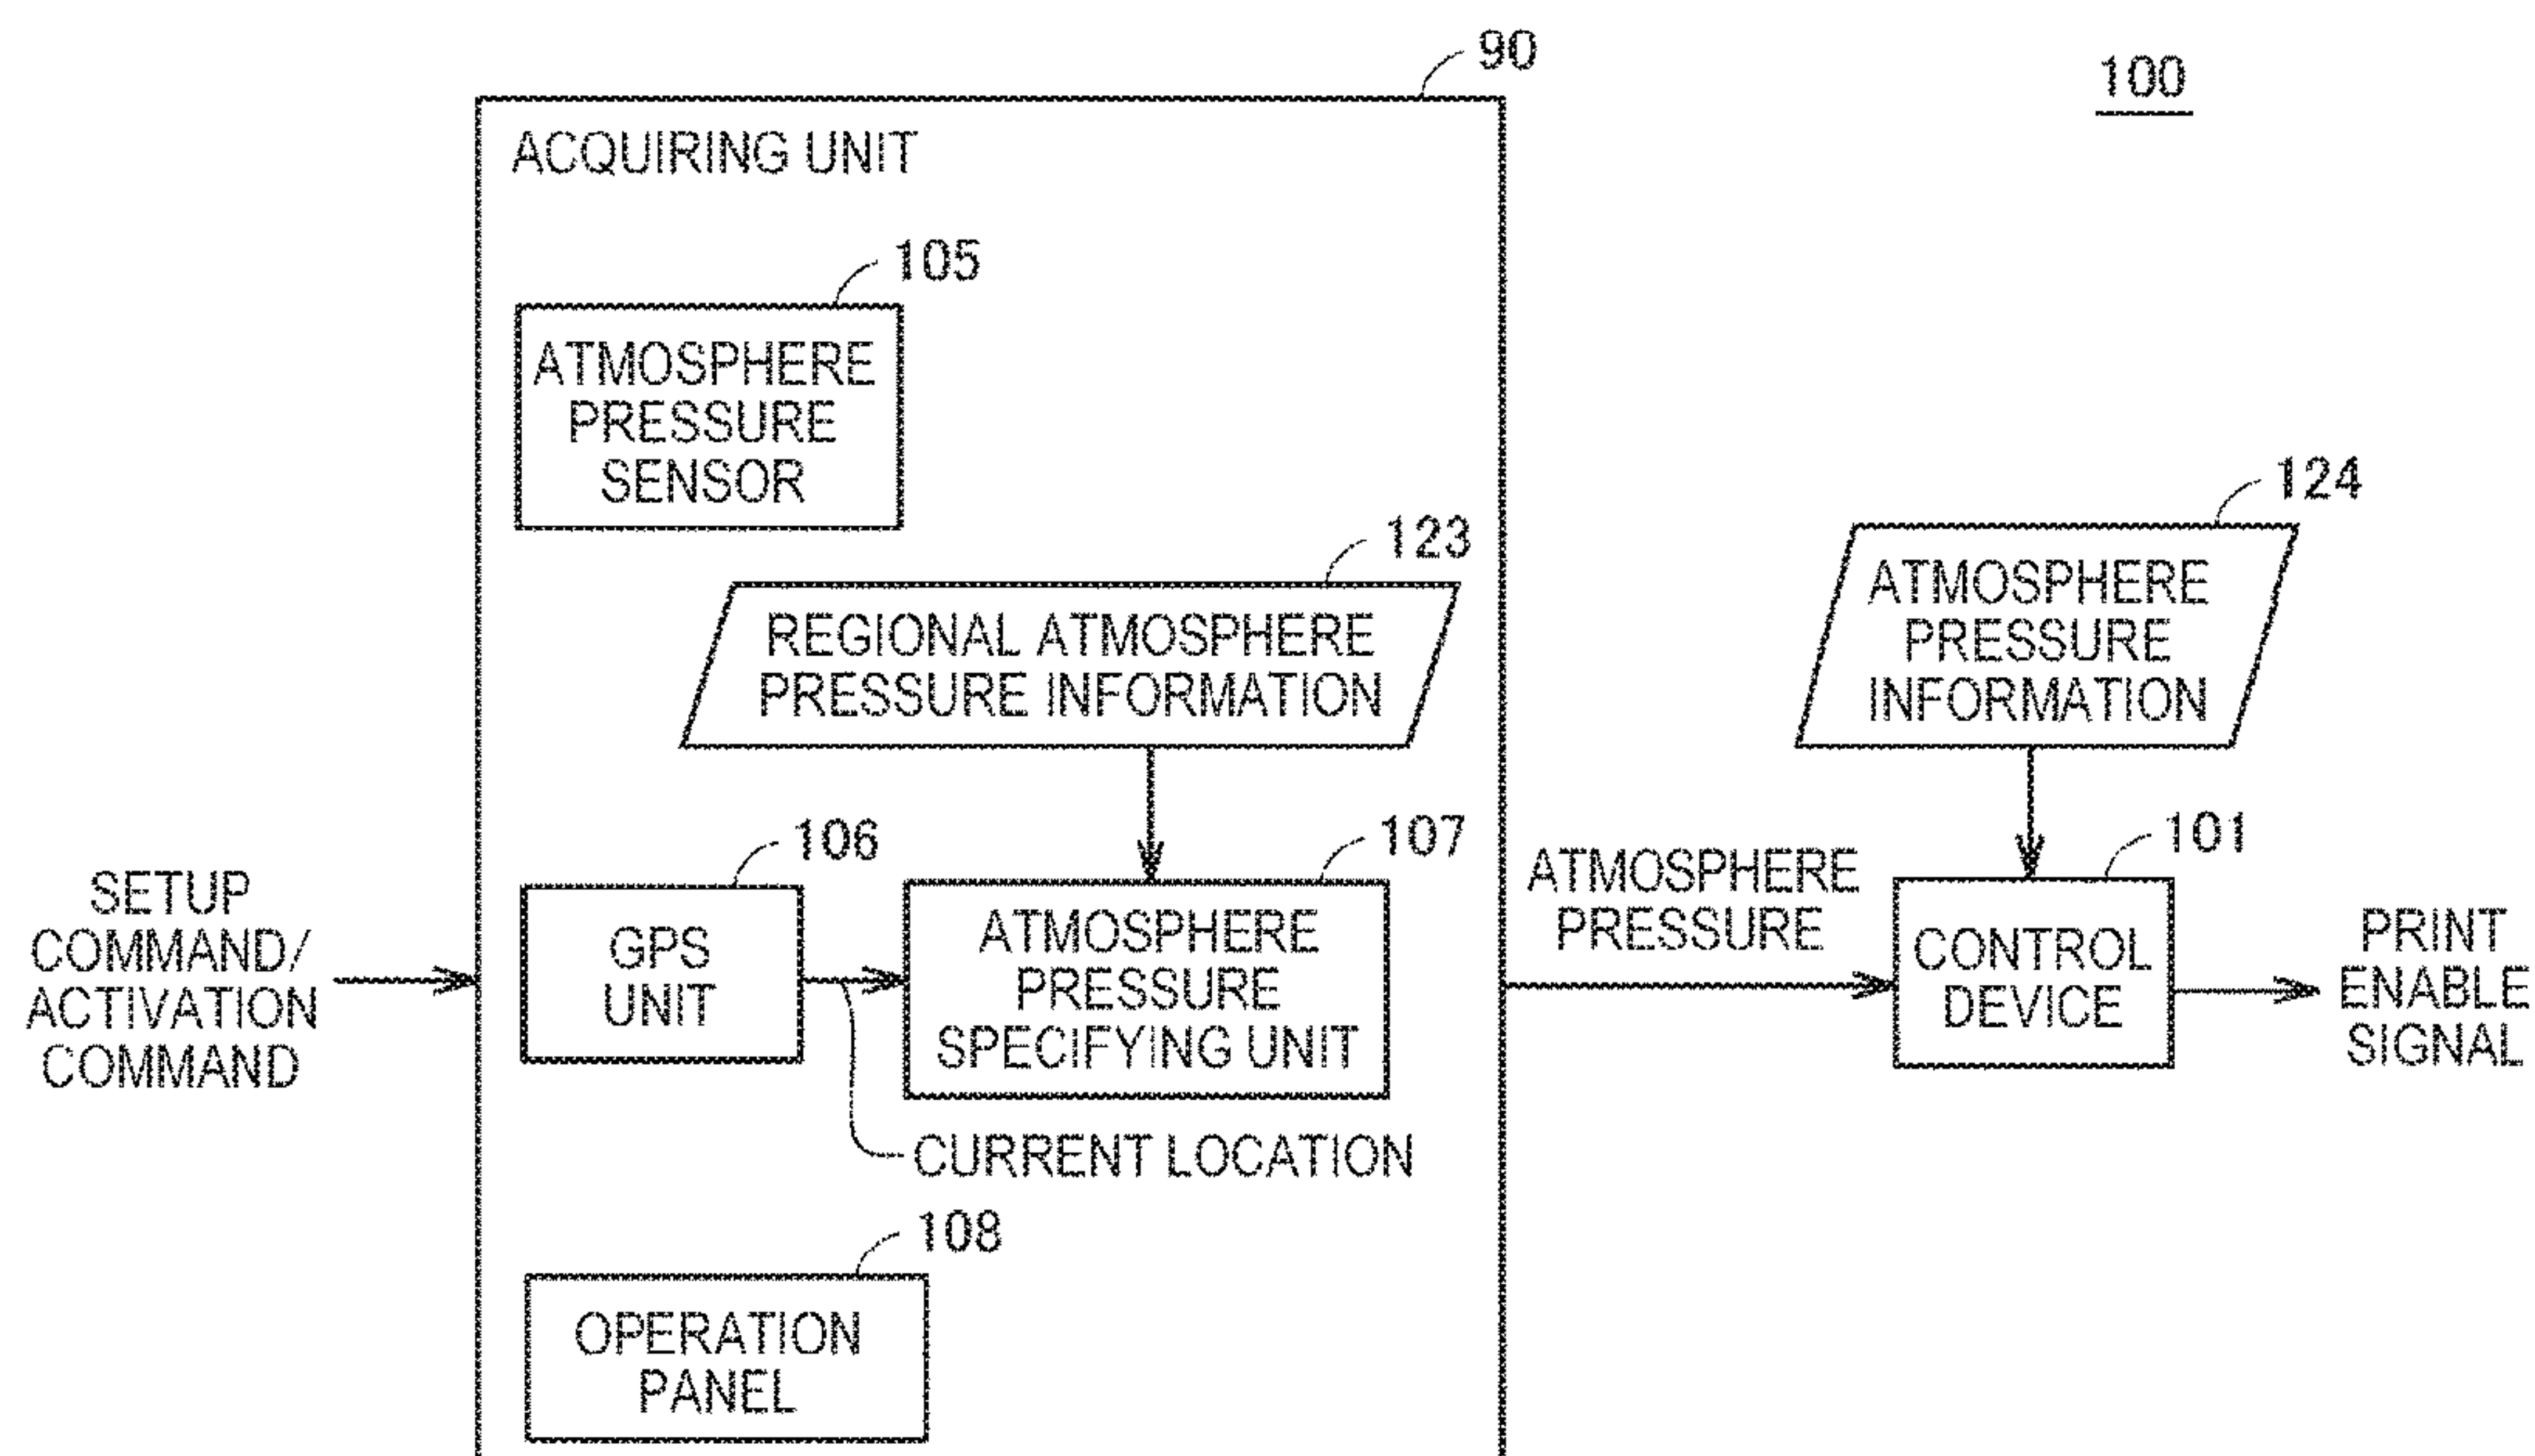 90
100
ACQUIRING UNIT
105
ATMOSPHERE
PRESSURE
SENSOR
123
REGIONAL ATMOSPHERE
PRESSURE INFORMATION
124
ATMOSPHERE
PRESSURE
INFORMATION
SETUP
COMMAND/
ACTIVATION
COMMAND
106
GPS
UNIT
107
ATMOSPHERE
PRESSURE
SPECIFYING UNIT
CURRENT LOCATION
ATMOSPHERE
PRESSURE
101
CONTROL
DEVICE
PRINT
ENABLE
SIGNAL
108
OPERATION
PANEL